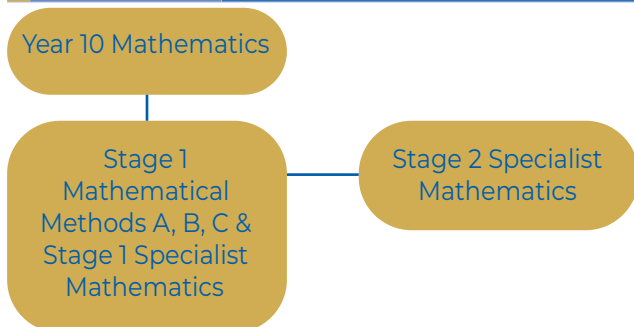 Year 10 Mathematics
Stage 1
Mathematical
Methods A, B, C &
Stage 1 Specialist
Mathematics
Stage 2 Specialist
Mathematics